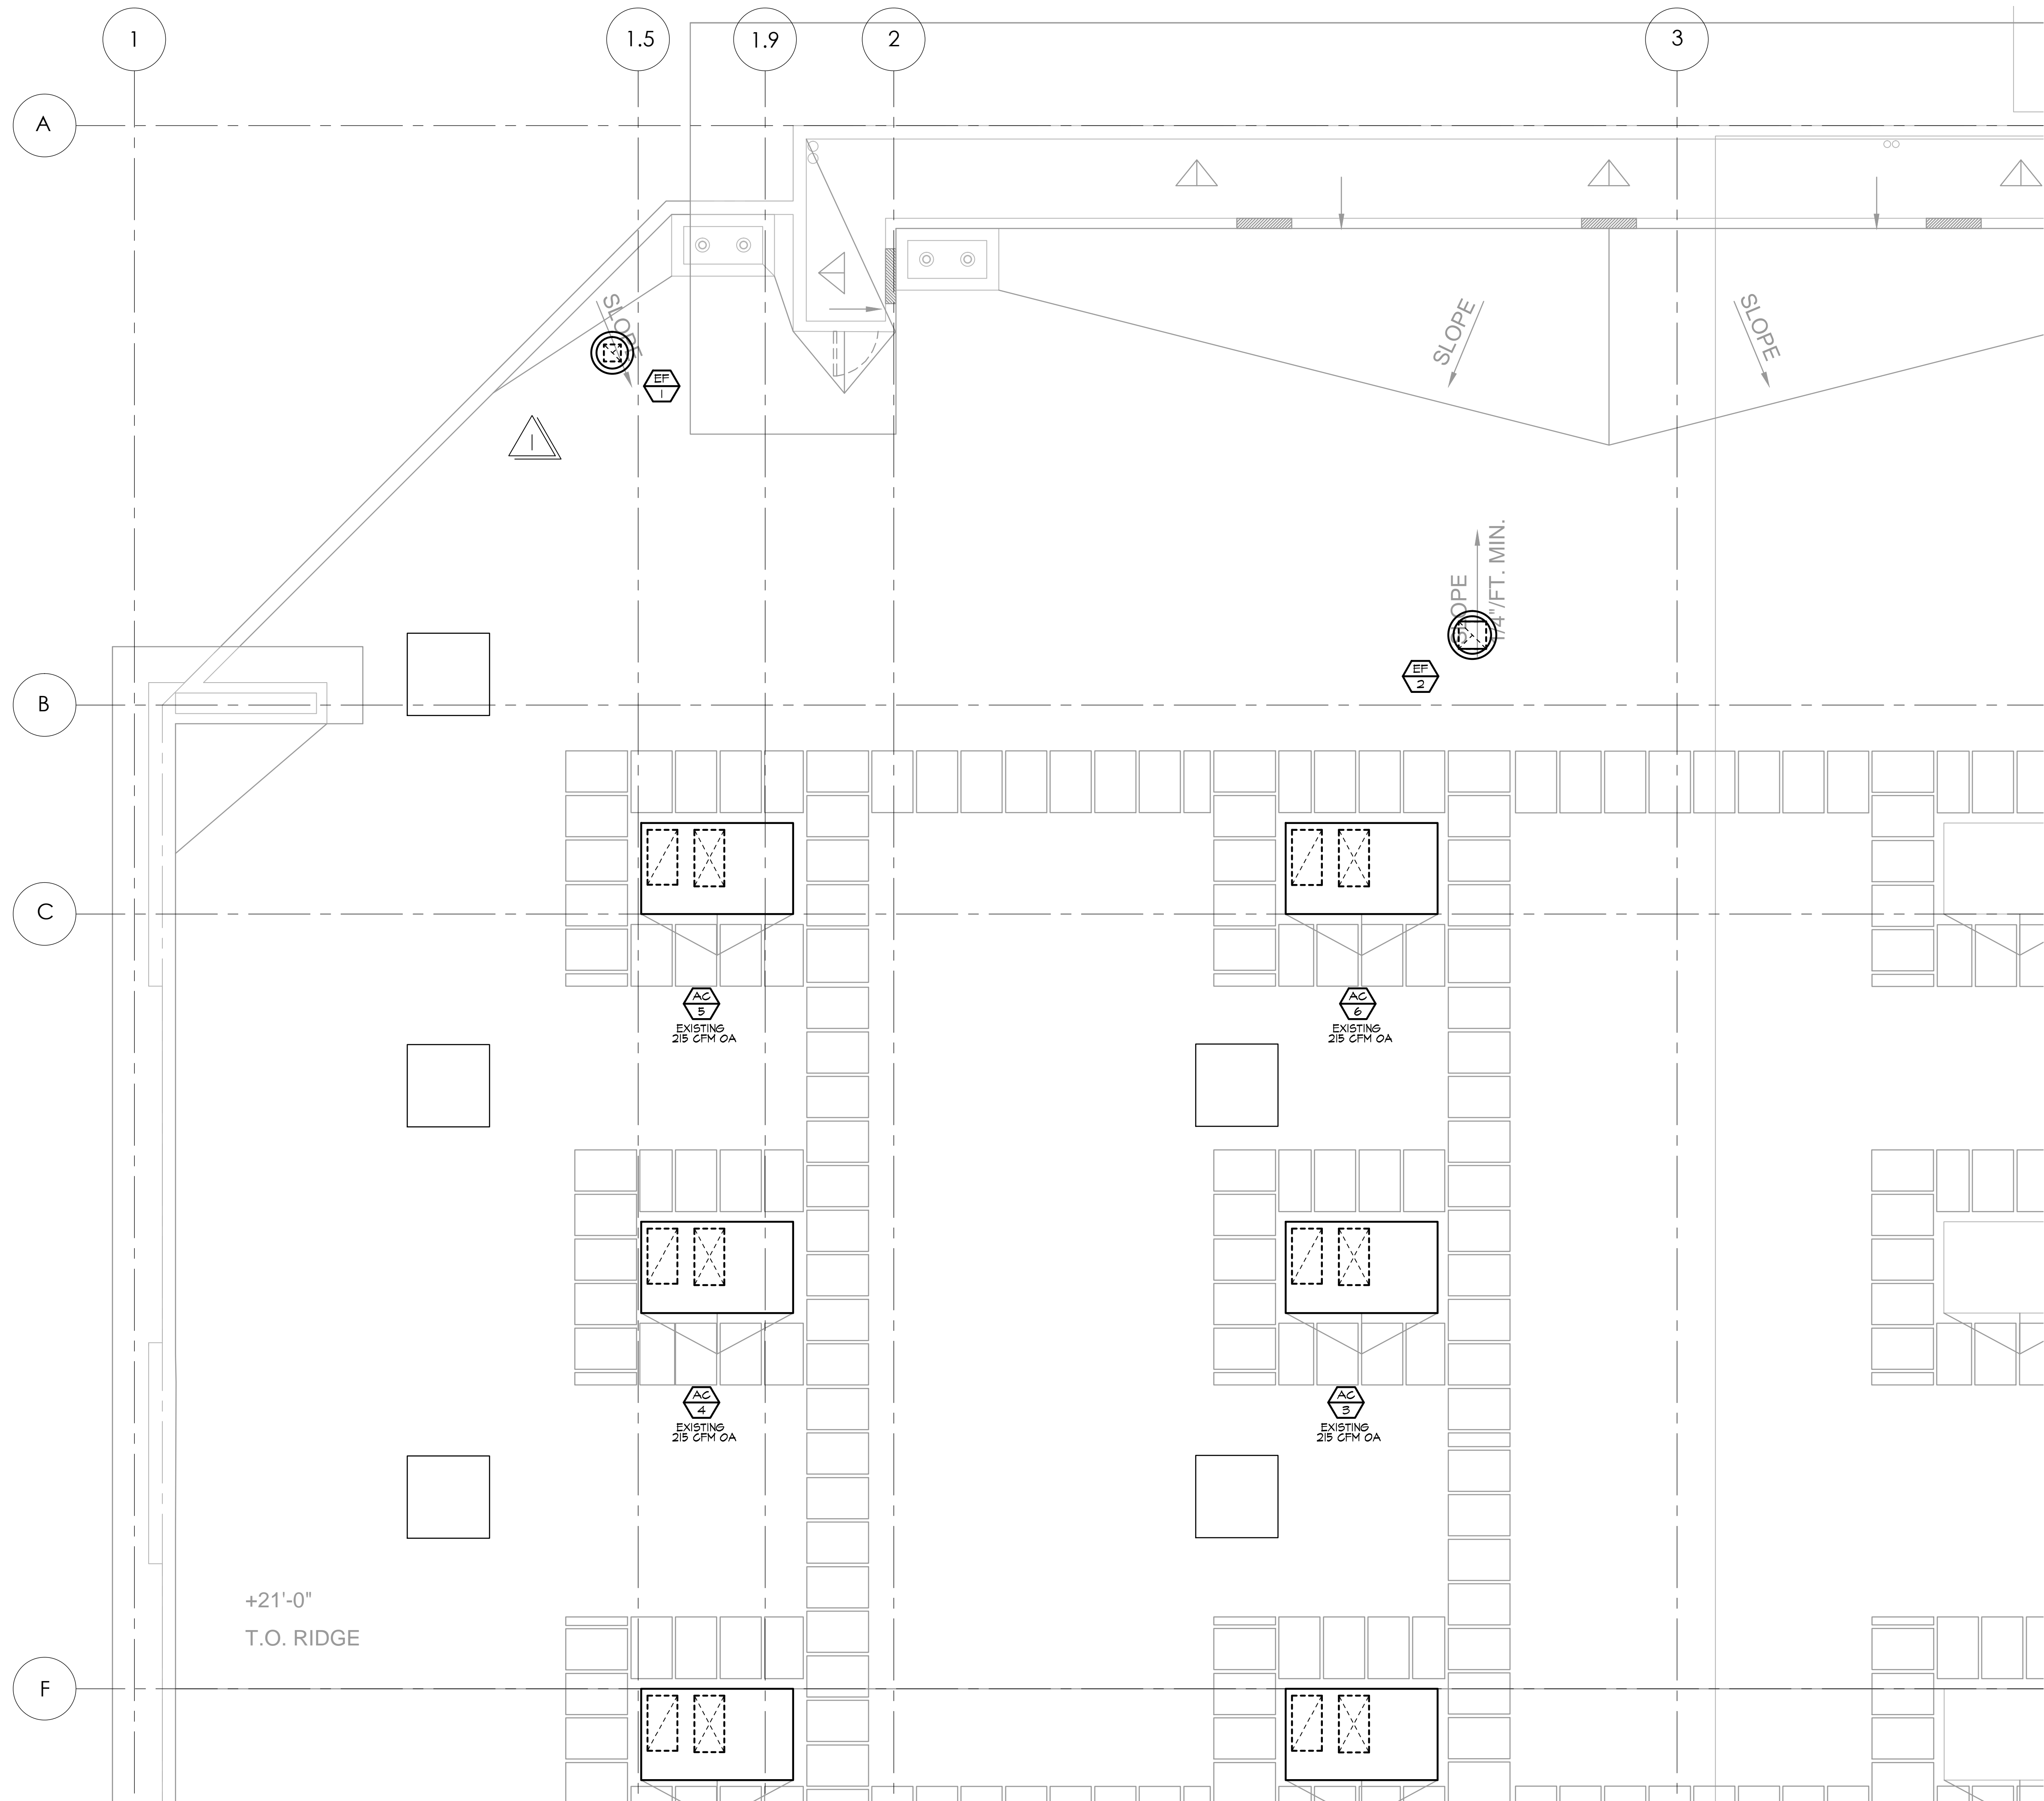 1
1.5
1.9
2
3
A
SLOPE
SLOPE
SLOPE
EF
1
1
SLOPE
1/4"/FT. MIN.
EF
2
B
C
AC
5
EXISTING
215 CFM OA
AC
6
EXISTING
215 CFM OA
AC
4
EXISTING
215 CFM OA
AC
3
EXISTING
215 CFM OA
+21'-0"
T.O. RIDGE
F